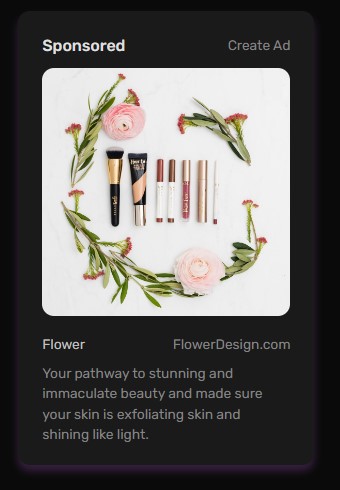 Sponsored Create Ad
Flower FlowerDesign.com
Your pathway to stunning and
immaculate beauty and made sure
your skin is exfoliating skin and
shining like light.